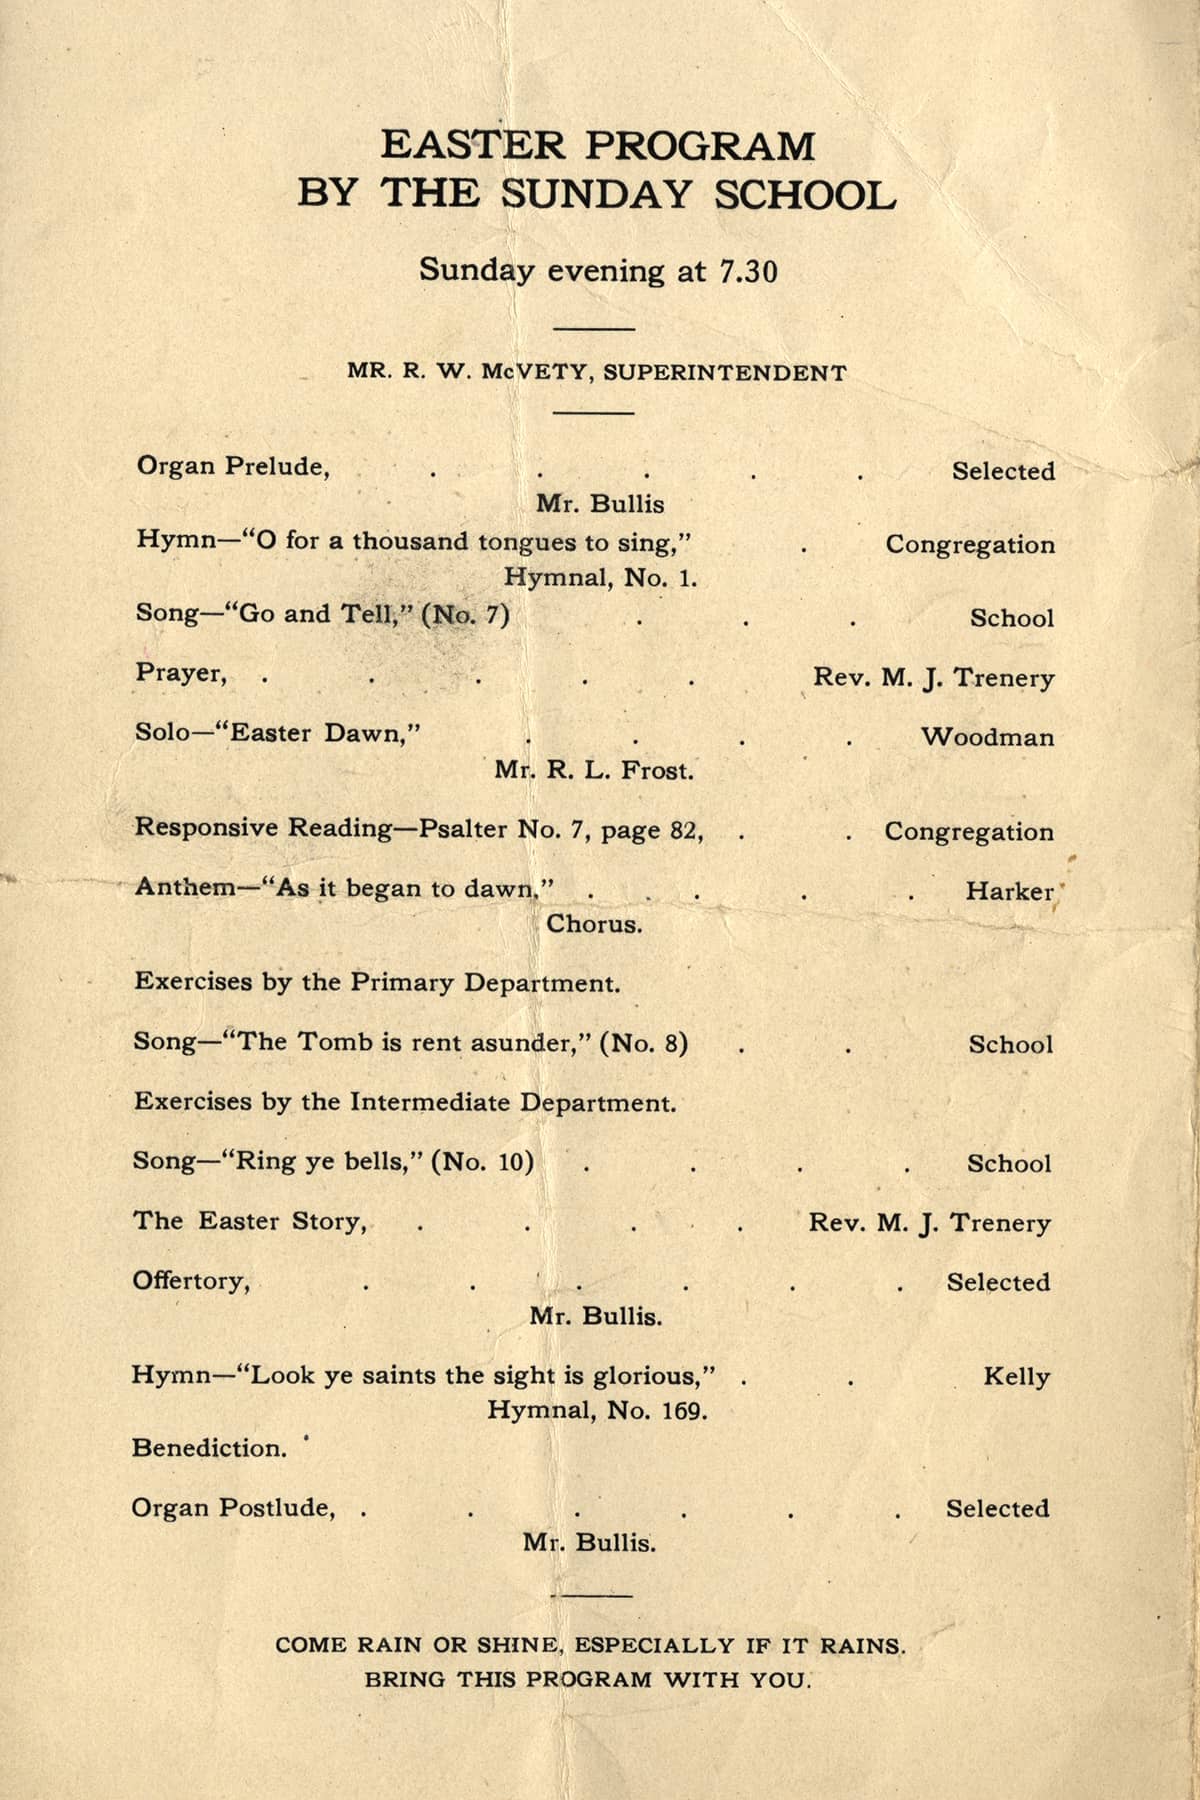 EASTER PROGRAM
BY THE SUNDAY SCHOOL
Sunday evening at 7.30
MR. R. W. McVETY, SUPERINTENDENT
Organ Prelude, . . . . . Selected
Mr. Bullis
Hymn—“O for a thousand tongues to sing,” . Congregation
Hymnal, No. 1.
Song—“Go and Tell,” (No. 7) . . . School
Prayer, . . . . . Rev. M. J. Trenery
Solo—“Easter Dawn,” . . . . Woodman
Mr. R. L. Frost.
Responsive Reading—Psalter No. 7, page 82, . . Congregation
Anthem—“As it began to dawn,” . . . . . Harker
Chorus.
Exercises by the Primary Department.
Song—“The Tomb is rent asunder,” (No. 8) . . School
Exercises by the Intermediate Department.
Song—“Ring ye bells,” (No. 10) . . . . School
The Easter Story, . . . . Rev. M. J. Trenery
Offertory, . . . . . . Selected
Mr. Bullis.
Hymn—“Look ye saints the sight is glorious,” . . Kelly
Hymnal, No. 169.
Benediction.
Organ Postlude, . . . . . . Selected
Mr. Bullis.
COME RAIN OR SHINE, ESPECIALLY IF IT RAINS.
BRING THIS PROGRAM WITH YOU.